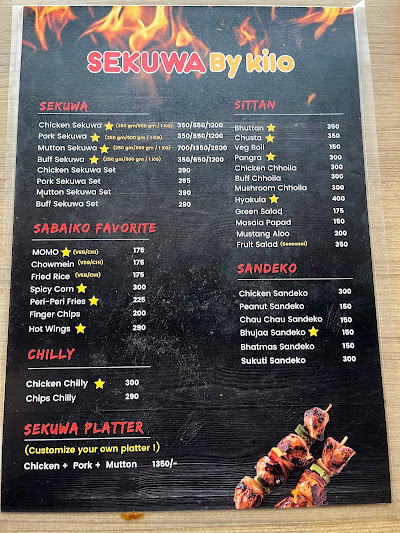 SEKUWA By kilo
SEKUWA
Chicken Sekuwa (250 gm/500 gm / 1 KG) 350/650/1200
Pork Sekuwa (250 gm/500 gm / 1 KG) 350/650/1200
Mutton Sekuwa (250 gm/500 gm / 1 KG) 700/1350/2500
Buff Sekuwa (250 gm/500 gm / 1 KG) 350/650/1200
Chicken Sekuwa Set 290
Pork Sekuwa Set 295
Mutton Sekuwa Set 390
Buff Sekuwa Set 290
SABAIKO FAVORITE
MOMO (VEG/CHI) 175
Chowmein (VEG/CHI) 175
Fried Rice (VEG/CHI) 175
Spicy Corn 300
Peri-Peri Fries 225
Finger Chips 200
Hot Wings 290
CHILLY
Chicken Chilly 300
Chips Chilly 290
SEKUWA PLATTER
(Customize your own platter !)
Chicken + Pork + Mutton 1350/-
SITTAN
Bhuttan 350
Chusta 350
Veg Boil 150
Pangra 300
Chicken Chhoila 300
Buff Chhoila 300
Mushroom Chhoila 300
Hyakula 400
Green Salad 175
Masala Papad 150
Mustang Aloo 200
Fruit Salad (Seasonal) 350
SANDEKO
Chicken Sandeko 300
Peanut Sandeko 150
Chau Chau Sandeko 150
Bhujaa Sandeko 150
Bhatmas Sandeko 150
Sukuti Sandeko 300